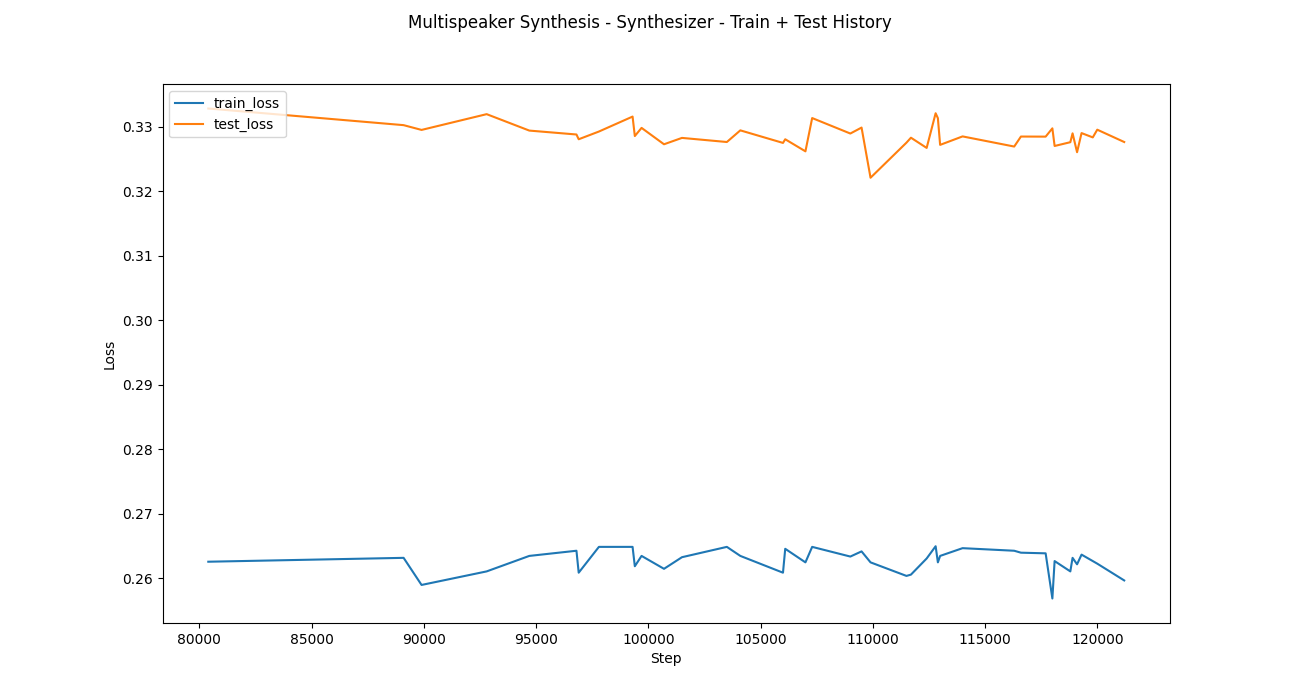 Multispeaker Synthesis - Synthesizer - Train + Test History
train_loss
test_loss
0.33
0.32
0.31
0.30
0.29
0.28
0.27
0.26
Loss
80000 85000 90000 95000 100000 105000 110000 115000 120000
Step